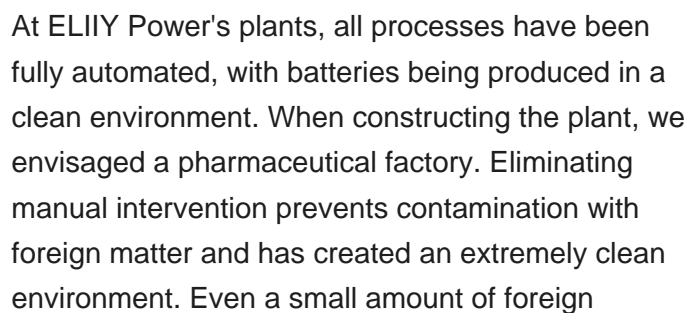 At ELIIY Power's plants, all processes have been
fully automated, with batteries being produced in a
clean environment. When constructing the plant, we
envisaged a pharmaceutical factory. Eliminating
manual intervention prevents contamination with
foreign matter and has created an extremely clean
environment. Even a small amount of foreign